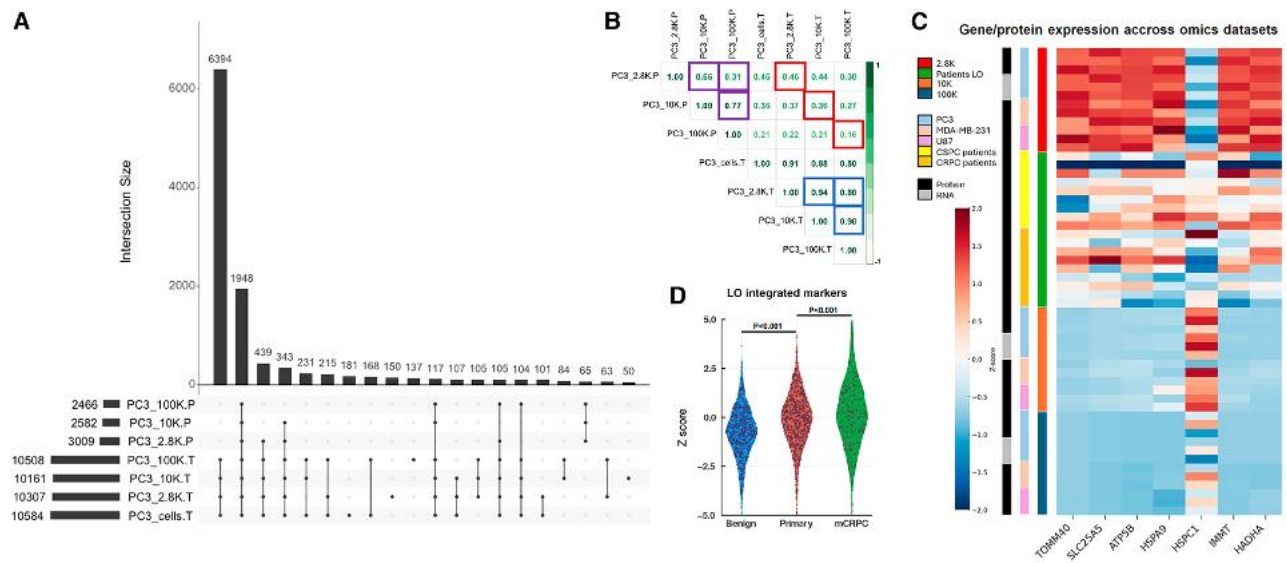 A
Intersection Size
6000
4000
2000
0
6394
1948
439
343
231
215
181
168
150
137
117
107
105
105
104
101
84
65
63
50
2466 PC3_100K.P
2582 PC3_10K.P
3009 PC3_2.8K.P
10508 PC3_100K.T
10161 PC3_10K.T
10307 PC3_2.8K.T
10584 PC3_cells.T
B
PC3_2.8K.P
PC3_10K.P
PC3_100K.P
PC3_cells.T
PC3_2.8K.T
PC3_10K.T
PC3_100K.T
PC3_2.8K.P 1.00 0.66 0.31 0.46 0.46 0.44 0.38
PC3_10K.P 1.00 0.77 0.36 0.37 0.36 0.27
PC3_100K.P 1.00 0.21 0.22 0.21 0.16
PC3_cells.T 1.00 0.91 0.88 0.80
PC3_2.8K.T 1.00 0.94 0.80
PC3_10K.T 1.00 0.90
PC3_100K.T 1.00
1
-1
D
LO integrated markers
P<0.001
P<0.001
Z score
5.0
2.5
0.0
−2.5
−5.0
Benign Primary mCRPC
C
Gene/protein expression accross omics datasets
2.8K
Patients LO
10K
100K
PC3
MDA-MB-231
U87
CSPC patients
CRPC patients
Protein
RNA
2.0
1.5
1.0
0.5
0.0
−0.5
−1.0
−1.5
−2.0
Z-score
TOMM40
SLC25A5
ATP5B
HSPA9
HSPC1
IMMT
HADHA